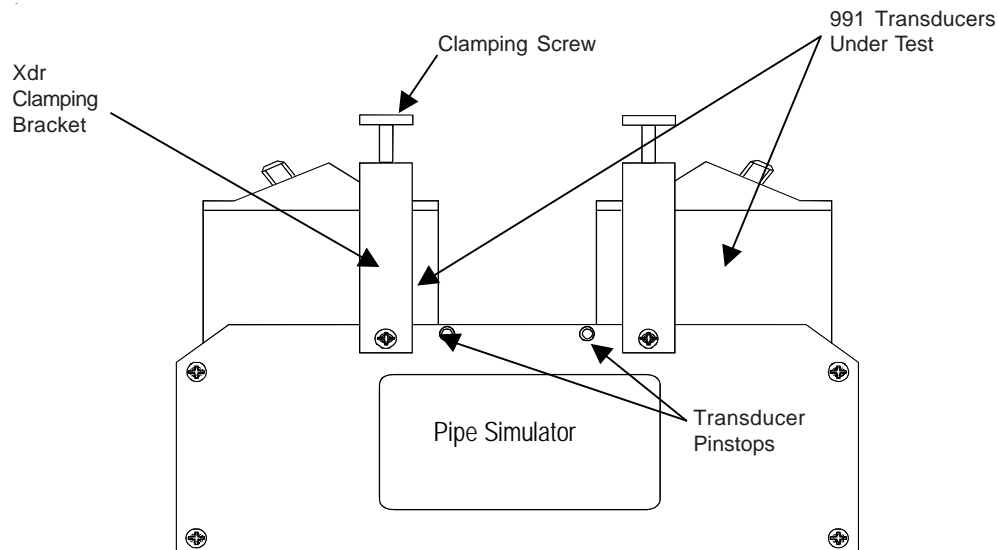 991 Transducers
Under Test
Clamping Screw
Xdr
Clamping
Bracket
Pipe Simulator
Transducer
Pinstops